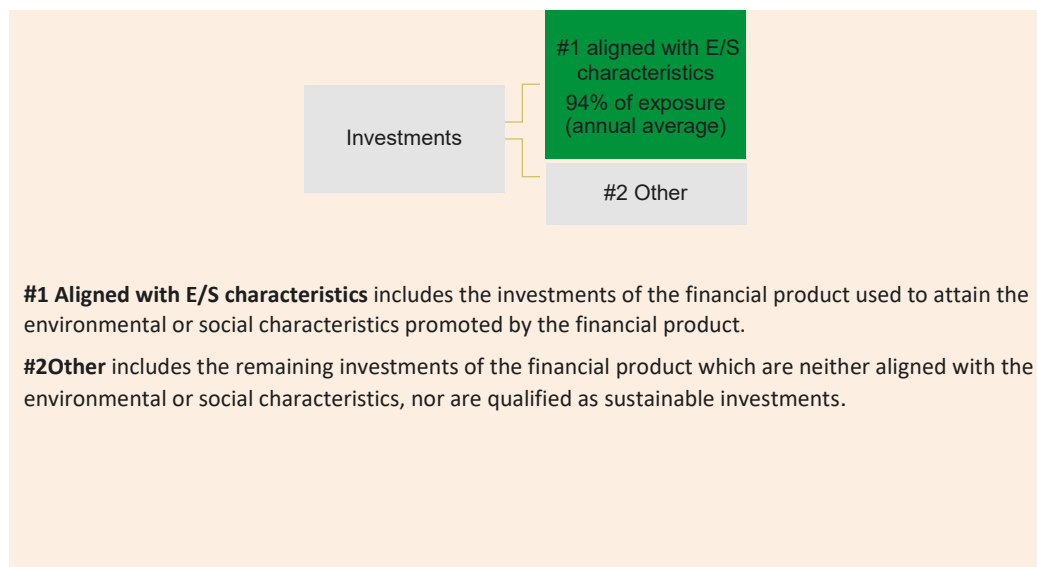 #1 aligned with E/S
characteristics
94% of exposure
(annual average)
Investments
#2 Other
#1 Aligned with E/S characteristics includes the investments of the financial product used to attain the
environmental or social characteristics promoted by the financial product.
#2Other includes the remaining investments of the financial product which are neither aligned with the
environmental or social characteristics, nor are qualified as sustainable investments.